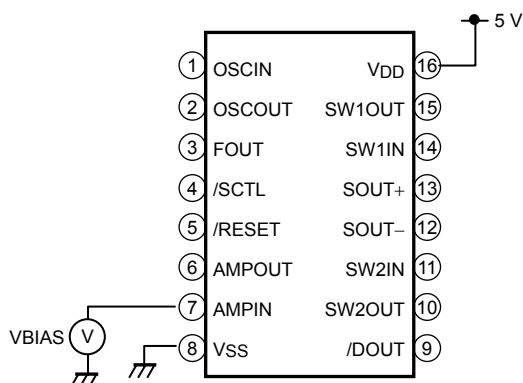 5 V
1 OSCIN VDD 16
2 OSCOUT SW1OUT 15
3 FOUT SW1IN 14
4 /SCTL SOUT+ 13
5 /RESET SOUT− 12
6 AMPOUT SW2IN 11
7 AMPIN SW2OUT 10
VBIAS V
8 VSS /DOUT 9